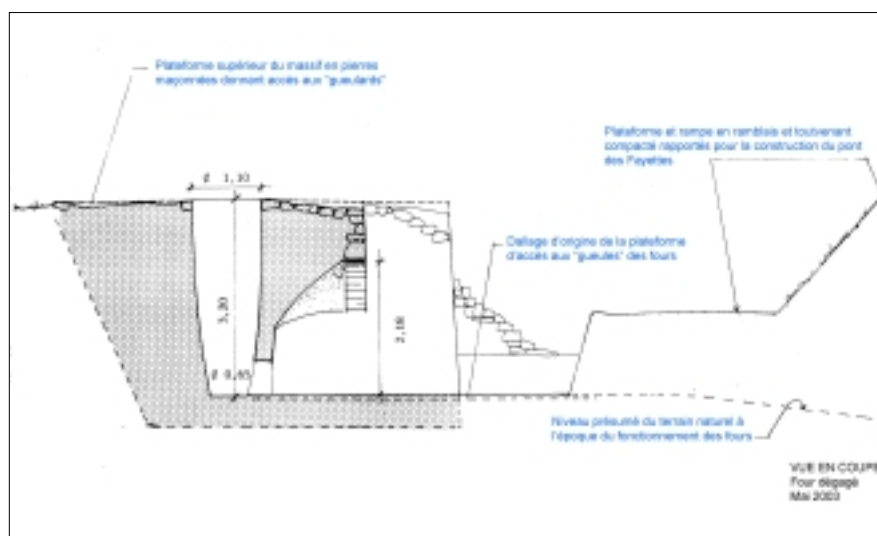 Plateforme supérieur du massif en pierres
maçonnées donnant accès aux "gueulards"
Plateforme et rampe en remblais et toutvenant
compacté rapportés pour la construction du pont
des Fayettes
ø 1,10
Dallage d'origine de la plateforme
d'accès aux "gueules" des fours
3,20
2,18
ø 0,65
Niveau présumé du terrain naturel à
l'époque du fonctionnement des fours
VUE EN COUPE
Four dégagé
Mai 2003